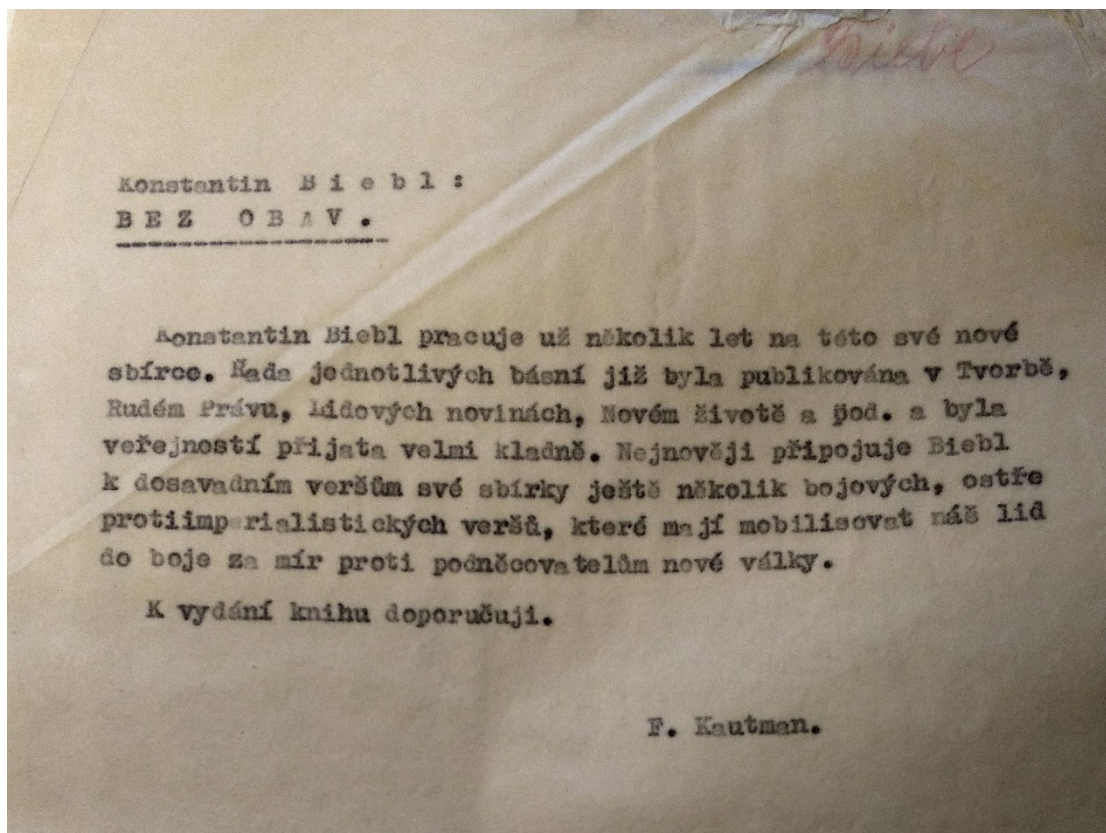 Biebl
Konstantin B i e b l :
B E Z   O B A V .
Konstantin Biebl pracuje už několik let na této své nové
sbírce. Řada jednotlivých básní již byla publikována v Tvorbě,
Rudém Právu, Lidových novinách, Novém životě a pod. a byla
veřejností přijata velmi kladně. Nejnověji připojuje Biebl
k dosavadním veršům své sbírky ještě několik bojových, ostře
protiimperialistických veršů, které mají mobilisovat náš lid
do boje za mír proti podněcovatelům nové války.
K vydání knihu doporučuji.
F. Kautman.